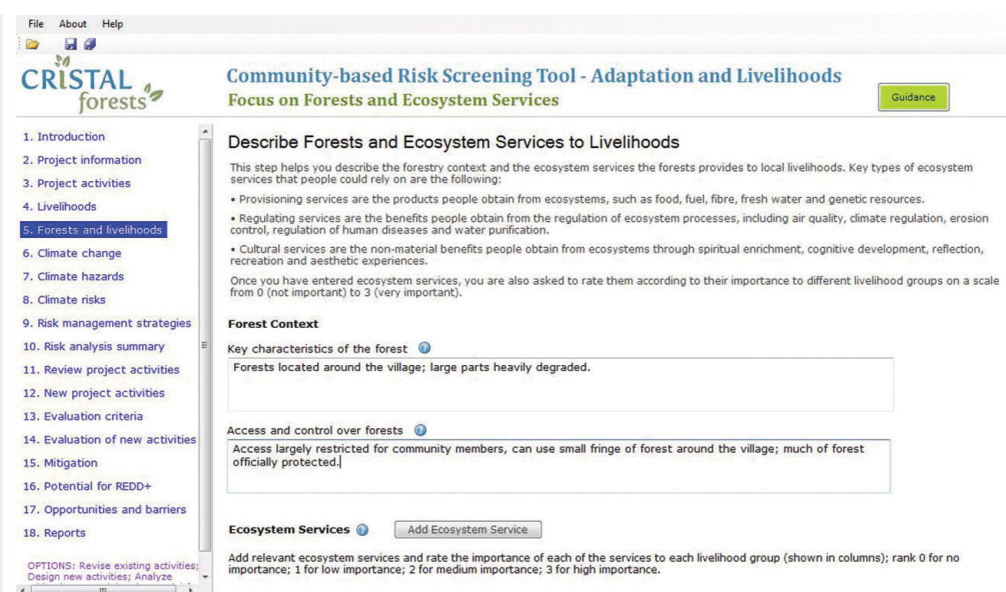 File About Help
CRiSTAL
forests
Community-based Risk Screening Tool - Adaptation and Livelihoods
Focus on Forests and Ecosystem Services
Guidance
1. Introduction
2. Project information
3. Project activities
4. Livelihoods
5. Forests and livelihoods
6. Climate change
7. Climate hazards
8. Climate risks
9. Risk management strategies
10. Risk analysis summary
11. Review project activities
12. New project activities
13. Evaluation criteria
14. Evaluation of new activities
15. Mitigation
16. Potential for REDD+
17. Opportunities and barriers
18. Reports
OPTIONS: Revise existing activities;
Design new activities; Analyze
Describe Forests and Ecosystem Services to Livelihoods
This step helps you describe the forestry context and the ecosystem services the forests provides to local livelihoods. Key types of ecosystem
services that people could rely on are the following:
• Provisioning services are the products people obtain from ecosystems, such as food, fuel, fibre, fresh water and genetic resources.
• Regulating services are the benefits people obtain from the regulation of ecosystem processes, including air quality, climate regulation, erosion
control, regulation of human diseases and water purification.
• Cultural services are the non-material benefits people obtain from ecosystems through spiritual enrichment, cognitive development, reflection,
recreation and aesthetic experiences.
Once you have entered ecosystem services, you are also asked to rate them according to their importance to different livelihood groups on a scale
from 0 (not important) to 3 (very important).
Forest Context
Key characteristics of the forest
Forests located around the village; large parts heavily degraded.
Access and control over forests
Access largely restricted for community members, can use small fringe of forest around the village; much of forest
officially protected.
Ecosystem Services Add Ecosystem Service
Add relevant ecosystem services and rate the importance of each of the services to each livelihood group (shown in columns); rank 0 for no
importance; 1 for low importance; 2 for medium importance; 3 for high importance.